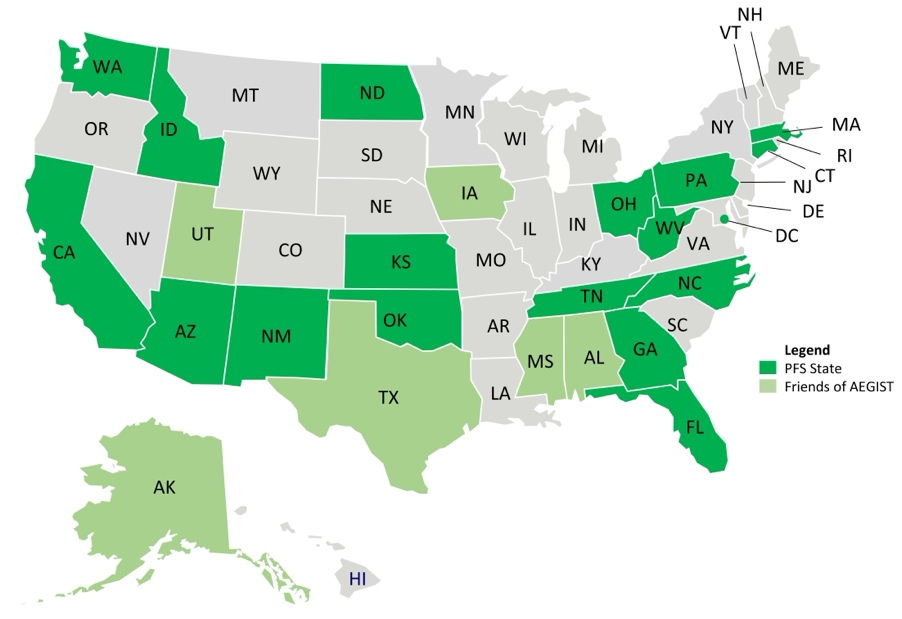 NH
VT
WA
ME
MT
ND
MN
OR
ID
NY
MA
WI
MI
SD
RI
WY
CT
PA
NJ
IA
NE
OH
DE
UT
IL
IN
WV
DC
NV
CO
VA
CA
KS
MO
KY
NC
TN
AZ
NM
OK
AR
SC
GA
Legend
MS
AL
PFS State
Friends of AEGIST
TX
LA
FL
AK
HI